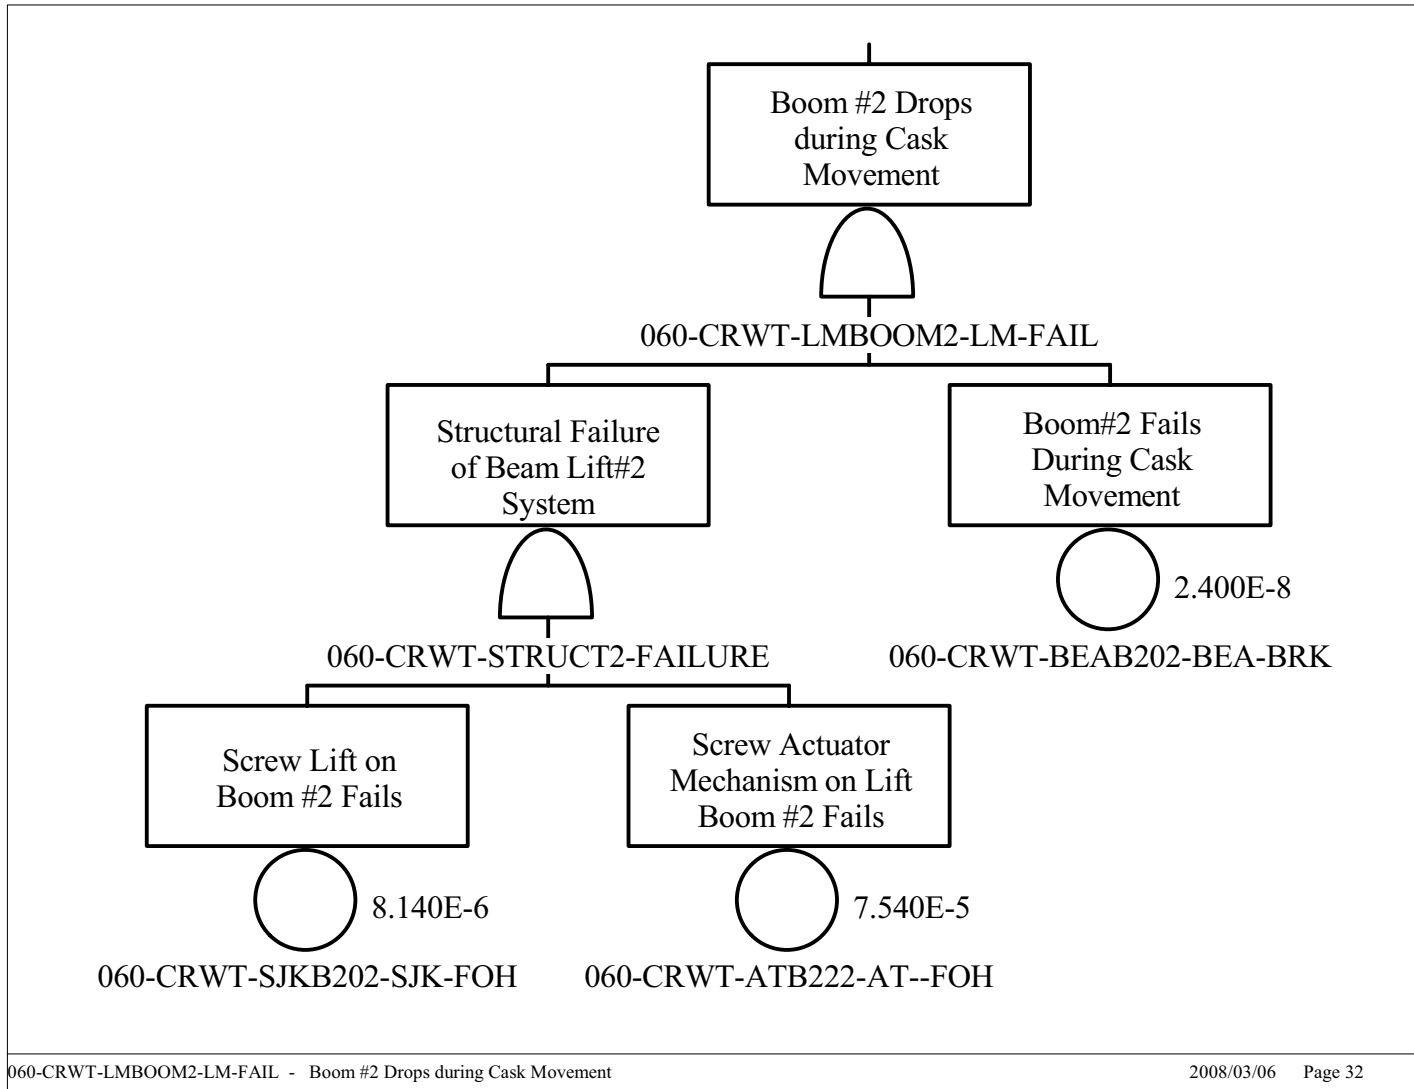 Boom #2 Drops
during Cask
Movement
060-CRWT-LMBOOM2-LM-FAIL
Structural Failure
of Beam Lift#2
System
Boom#2 Fails
During Cask
Movement
2.400E-8
060-CRWT-STRUCT2-FAILURE
060-CRWT-BEAB202-BEA-BRK
Screw Lift on
Boom #2 Fails
Screw Actuator
Mechanism on Lift
Boom #2 Fails
8.140E-6
7.540E-5
060-CRWT-SJKB202-SJK-FOH
060-CRWT-ATB222-AT--FOH
060-CRWT-LMBOOM2-LM-FAIL - Boom #2 Drops during Cask Movement
2008/03/06 Page 32